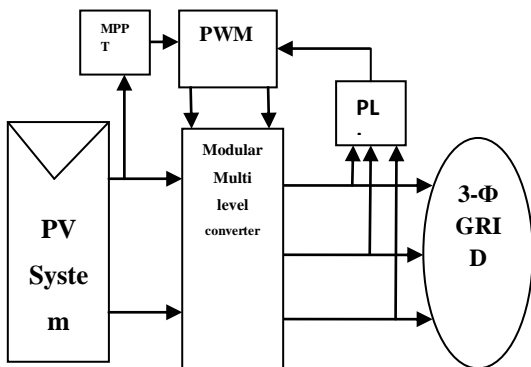 MPP
T
PWM
PL
.
PV
Syste
m
Modular
Multi
level
converter
3-Φ
GRI
D